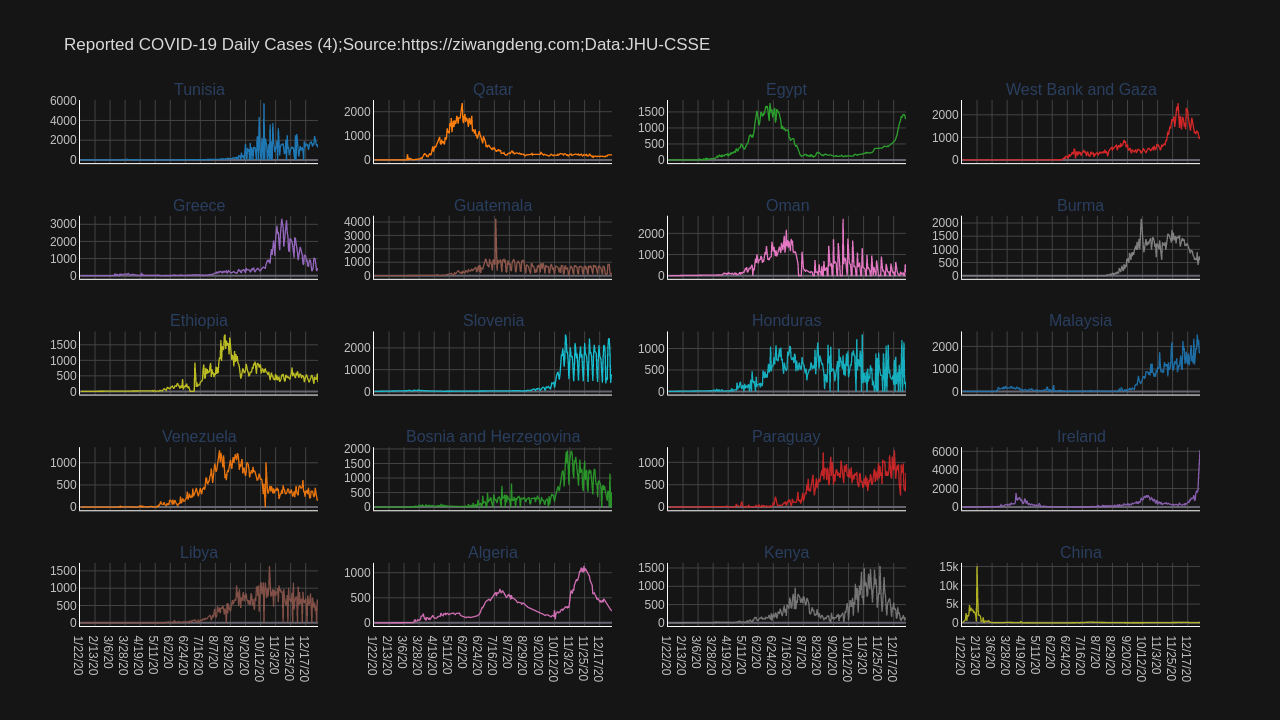 Reported COVID-19 Daily Cases (4);Source:https://ziwangdeng.com;Data:JHU-CSSE
Tunisia
6000
4000
2000
0
Qatar
2000
1000
0
Egypt
1500
1000
500
0
West Bank and Gaza
2000
1000
0
Greece
3000
2000
1000
0
Guatemala
4000
3000
2000
1000
0
Oman
2000
1000
0
Burma
2000
1500
1000
500
0
Ethiopia
1500
1000
500
0
Slovenia
2000
1000
0
Honduras
1000
500
0
Malaysia
2000
1000
0
Venezuela
1000
500
0
Bosnia and Herzegovina
2000
1500
1000
500
0
Paraguay
1000
500
0
Ireland
6000
4000
2000
0
Libya
1500
1000
500
0
Algeria
1000
500
0
Kenya
1500
1000
500
0
China
15k
10k
5k
0
1/22/20 2/13/20 3/6/20 3/28/20 4/19/20 5/11/20 6/2/20 6/24/20 7/16/20 8/7/20 8/29/20 9/20/20 10/12/20 11/3/20 11/25/20 12/17/20
1/22/20 2/13/20 3/6/20 3/28/20 4/19/20 5/11/20 6/2/20 6/24/20 7/16/20 8/7/20 8/29/20 9/20/20 10/12/20 11/3/20 11/25/20 12/17/20
1/22/20 2/13/20 3/6/20 3/28/20 4/19/20 5/11/20 6/2/20 6/24/20 7/16/20 8/7/20 8/29/20 9/20/20 10/12/20 11/3/20 11/25/20 12/17/20
1/22/20 2/13/20 3/6/20 3/28/20 4/19/20 5/11/20 6/2/20 6/24/20 7/16/20 8/7/20 8/29/20 9/20/20 10/12/20 11/3/20 11/25/20 12/17/20